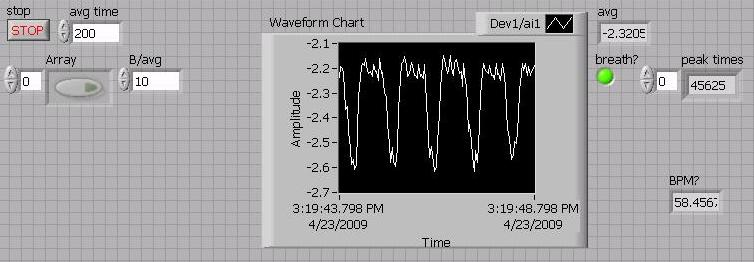 stop
STOP
avg time
200
0
Array
B/avg
10
Waveform Chart
Dev1/ai1
Amplitude
-2.1
-2.2
-2.3
-2.4
-2.5
-2.6
-2.7
3:19:43.798 PM
4/23/2009
3:19:48.798 PM
4/23/2009
Time
avg
-2.3205
breath?
0
peak times
45625
BPM?
58.456